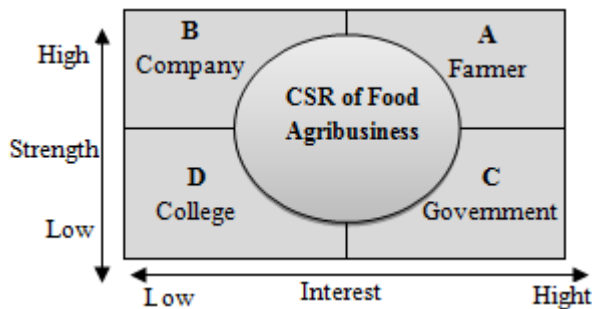 B
Company
A
Farmer
High
CSR of Food
Agribusiness
Strength
D
College
C
Government
Low
Low
Interest
Hight